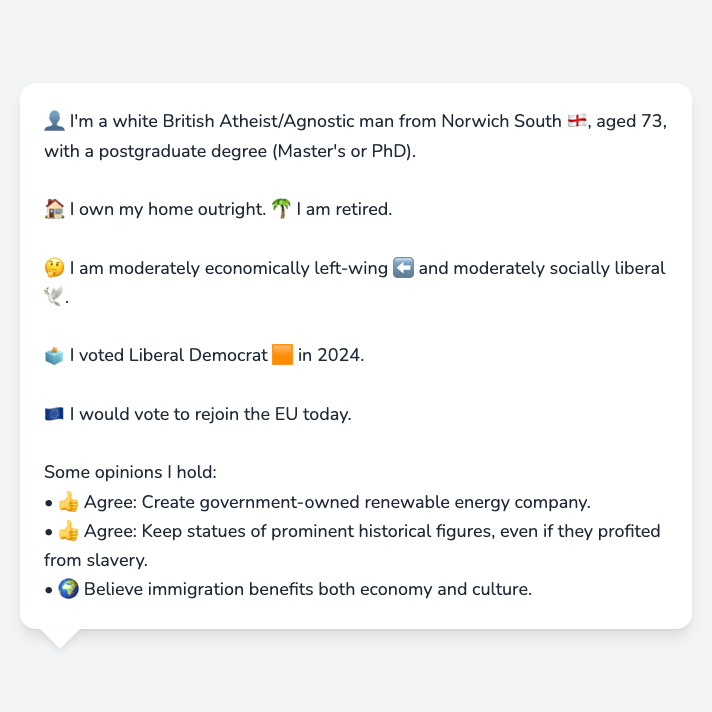 👤 I'm a white British Atheist/Agnostic man from Norwich South 🏴󠁧󠁢󠁥󠁮󠁧󠁿, aged 73,
with a postgraduate degree (Master's or PhD).
🏠 I own my home outright. 🌴 I am retired.
🤔 I am moderately economically left-wing ⬅️ and moderately socially liberal
🕊️.
🗳️ I voted Liberal Democrat 🟧 in 2024.
🇪🇺 I would vote to rejoin the EU today.
Some opinions I hold:
• 👍 Agree: Create government-owned renewable energy company.
• 👍 Agree: Keep statues of prominent historical figures, even if they profited
from slavery.
• 🌍 Believe immigration benefits both economy and culture.